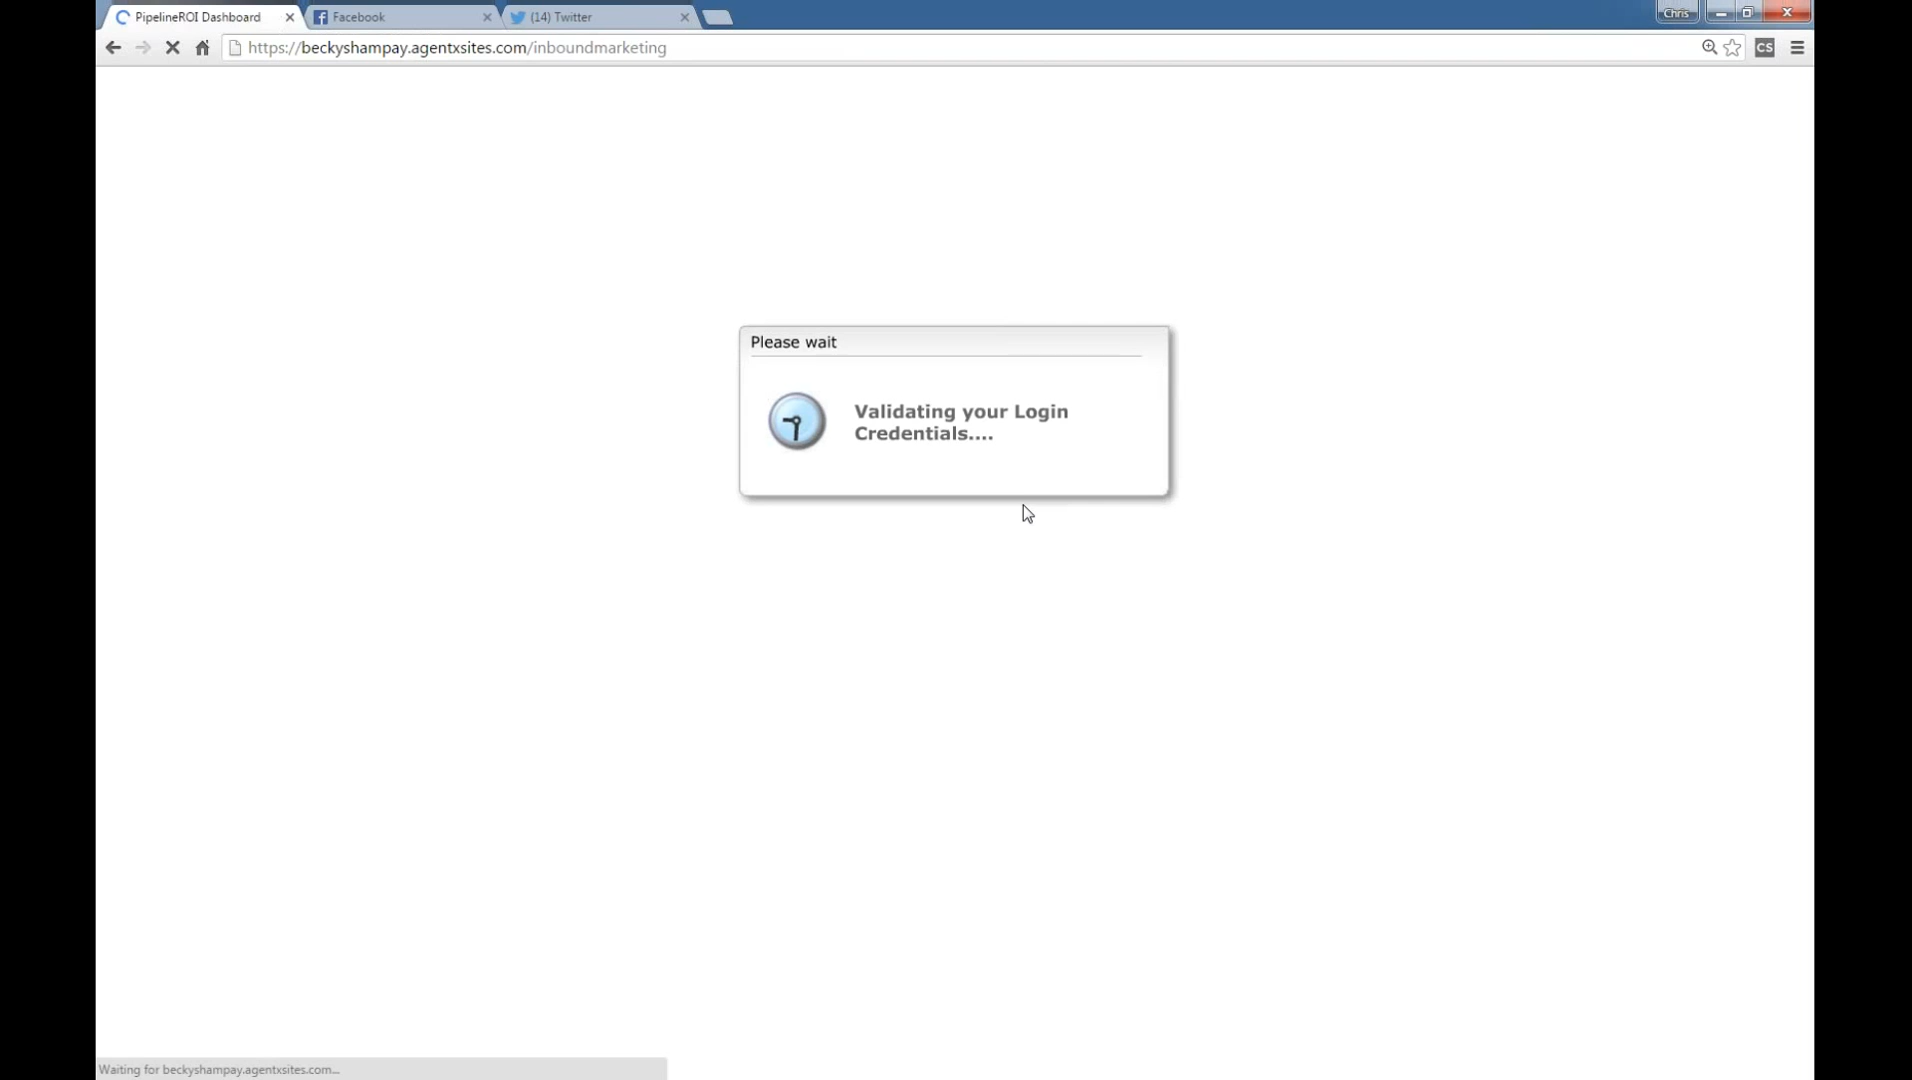 PipelineROI Dashboard
Facebook
(14) Twitter
Chris
https://beckyshampay.agentxsites.com/inboundmarketing
CS
Please wait
Validating your Login
Credentials....
Waiting for beckyshampay.agentxsites.com...